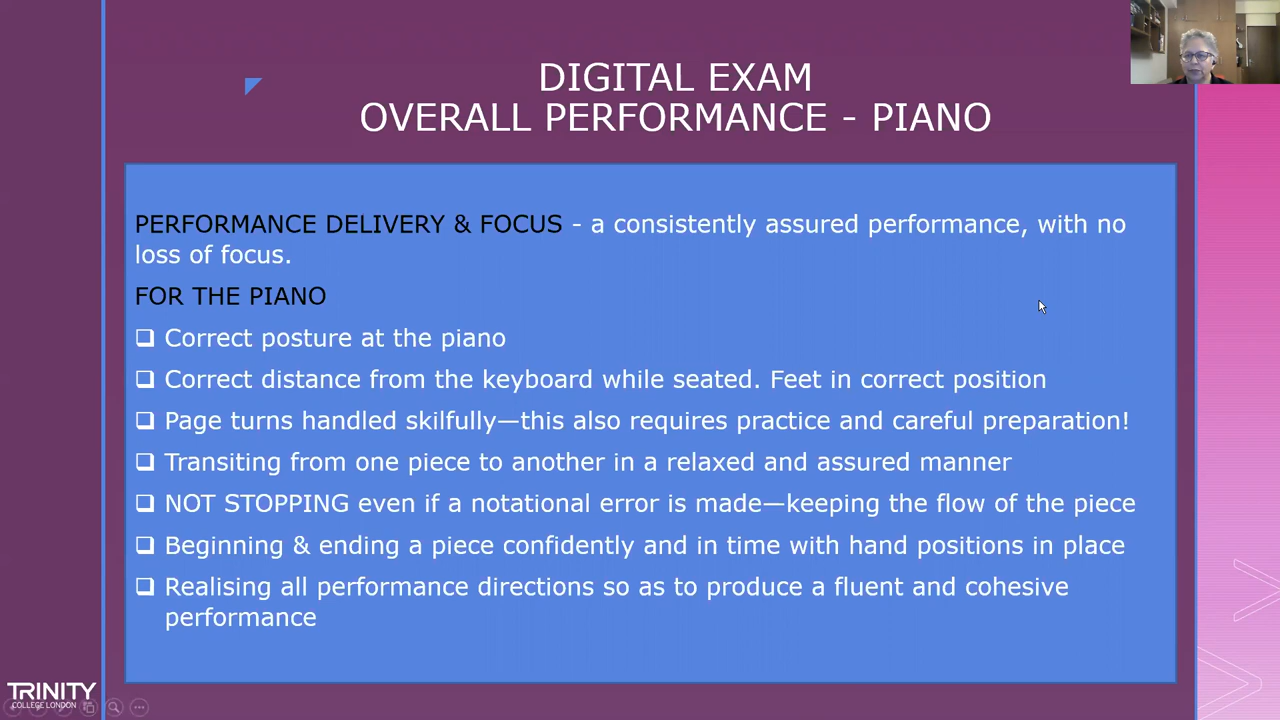 DIGITAL EXAM
OVERALL PERFORMANCE - PIANO
PERFORMANCE DELIVERY & FOCUS - a consistently assured performance, with no
loss of focus.
FOR THE PIANO
❑ Correct posture at the piano
❑ Correct distance from the keyboard while seated. Feet in correct position
❑ Page turns handled skilfully—this also requires practice and careful preparation!
❑ Transiting from one piece to another in a relaxed and assured manner
❑ NOT STOPPING even if a notational error is made—keeping the flow of the piece
❑ Beginning & ending a piece confidently and in time with hand positions in place
❑ Realising all performance directions so as to produce a fluent and cohesive
performance
TRINITY
COLLEGE LONDON